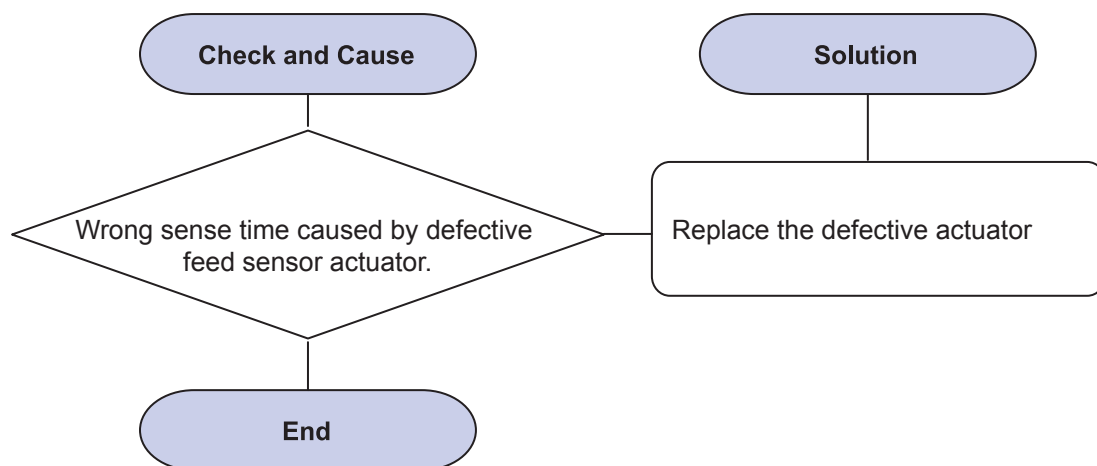 Check and Cause
Solution
Wrong sense time caused by defective
feed sensor actuator.
Replace the defective actuator
End